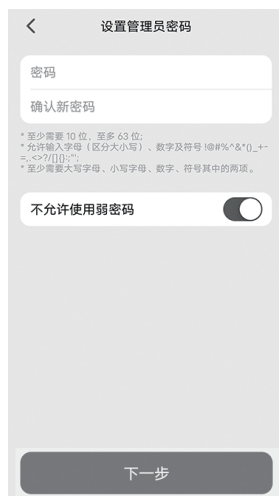 设置管理员密码
密码
确认新密码
* 至少需要 10 位，至多 63 位;
* 允许输入字母（区分大小写）、数字及符号 !@#%^&*()_+-
=,.<>?/[]{}:;"';
* 至少需要大写字母、小写字母、数字、符号其中的两项。
不允许使用弱密码
下一步